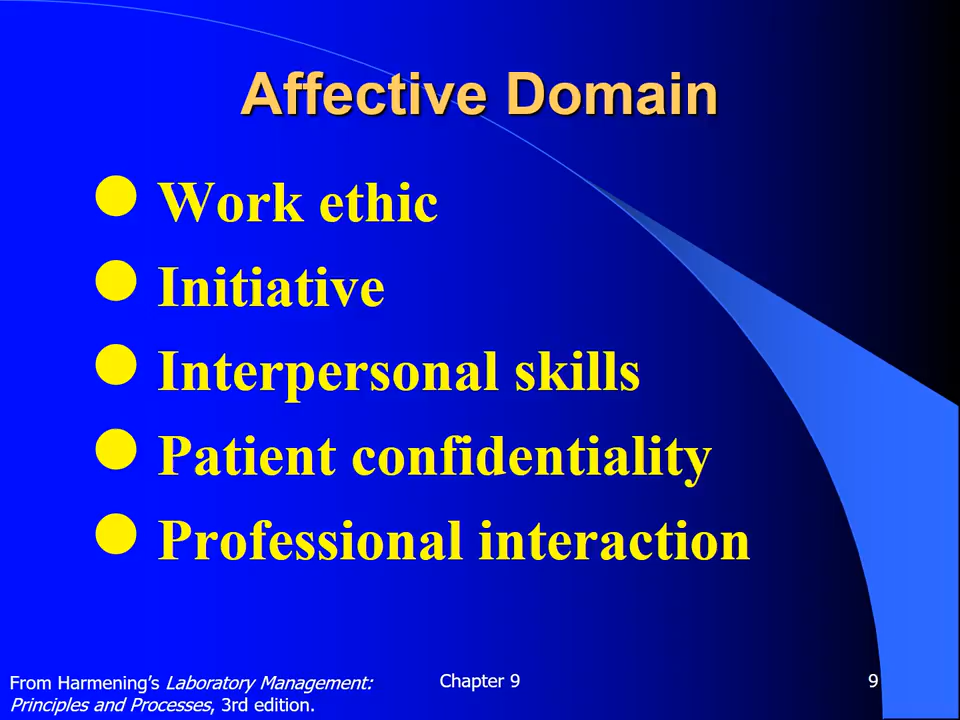 Affective Domain
● Work ethic
● Initiative
● Interpersonal skills
● Patient confidentiality
● Professional interaction
From Harmening’s Laboratory Management:
Principles and Processes, 3rd edition.
Chapter 9
9